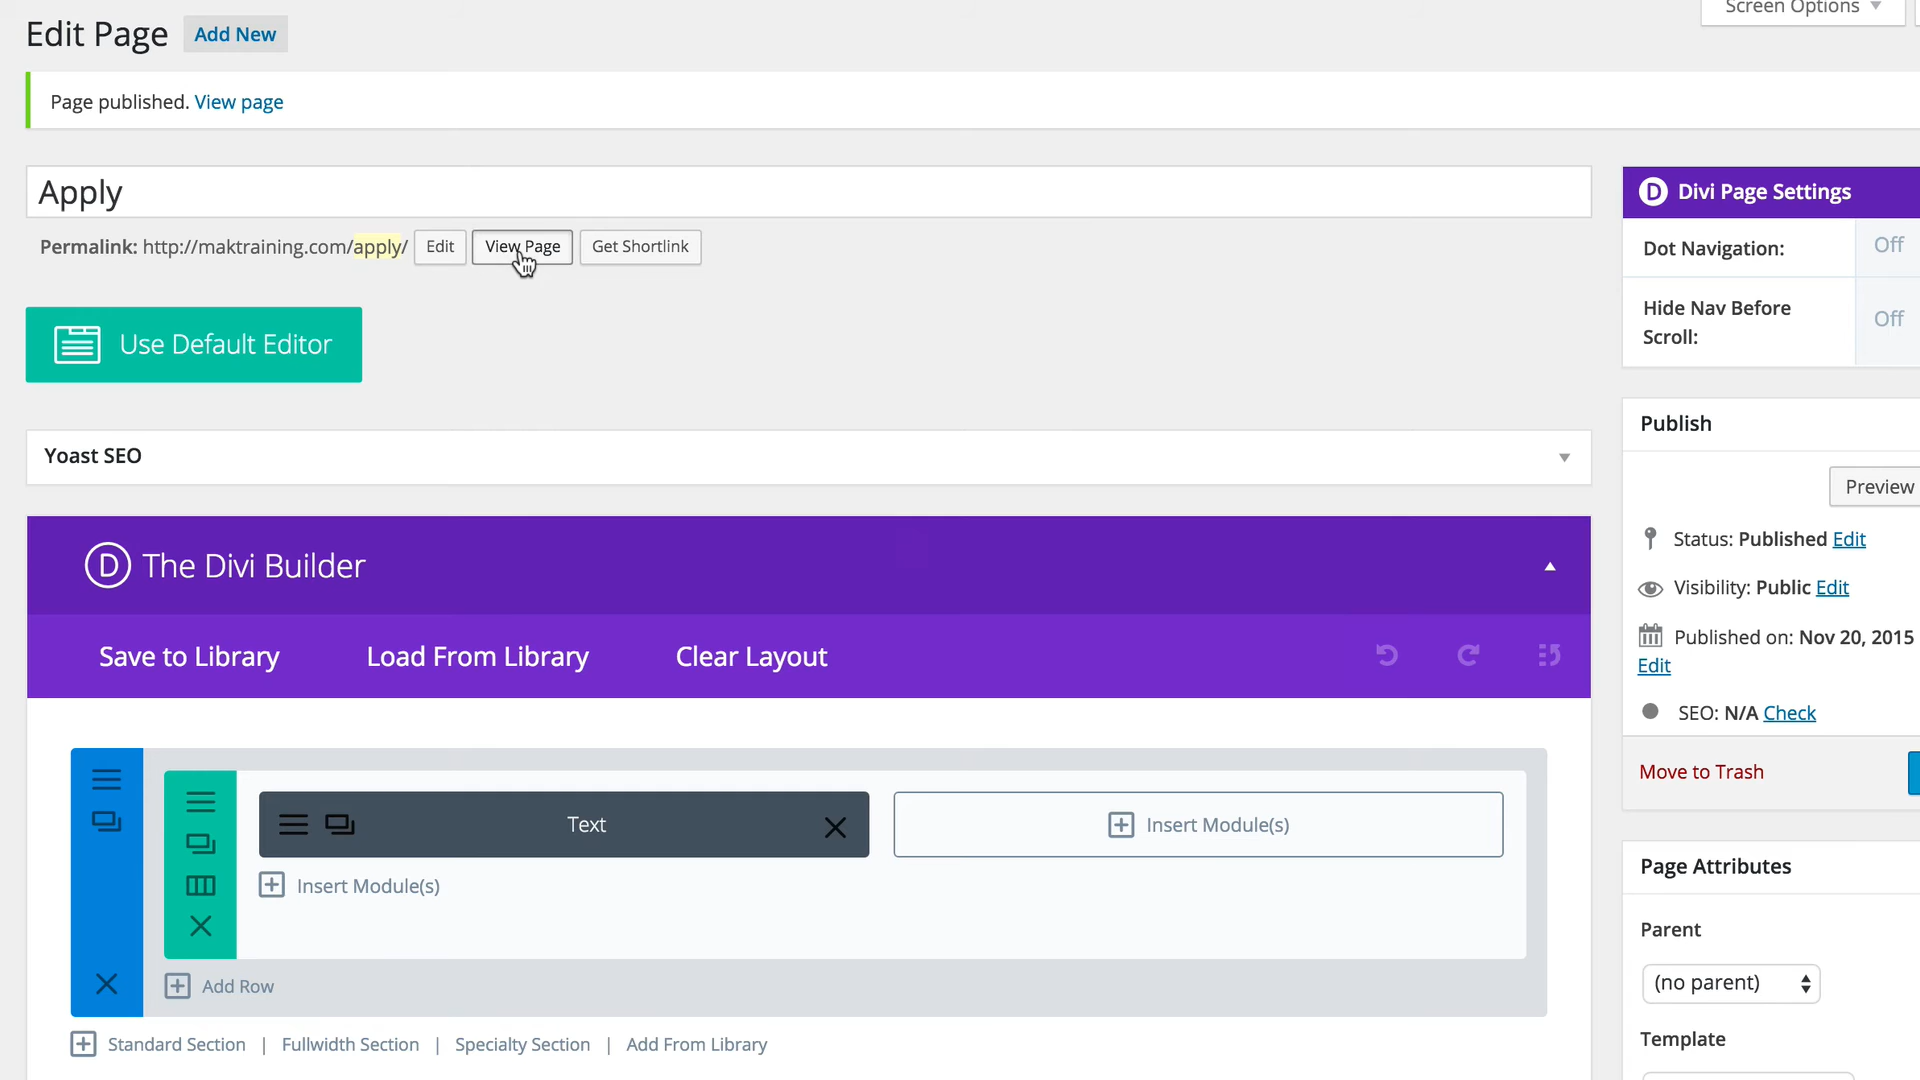 Edit Page Add New
Screen Options
Page published. View page
Apply
Permalink: http://maktraining.com/apply/ Edit View Page Get Shortlink
Use Default Editor
Yoast SEO
D The Divi Builder
Save to Library Load From Library Clear Layout
Text
Insert Module(s)
Insert Module(s)
Add Row
Standard Section | Fullwidth Section | Specialty Section | Add From Library
D Divi Page Settings
Dot Navigation: Off
Hide Nav Before
Scroll: Off
Publish
Preview
Status: Published Edit
Visibility: Public Edit
Published on: Nov 20, 2015
Edit
SEO: N/A Check
Move to Trash
Page Attributes
Parent
(no parent)
Template